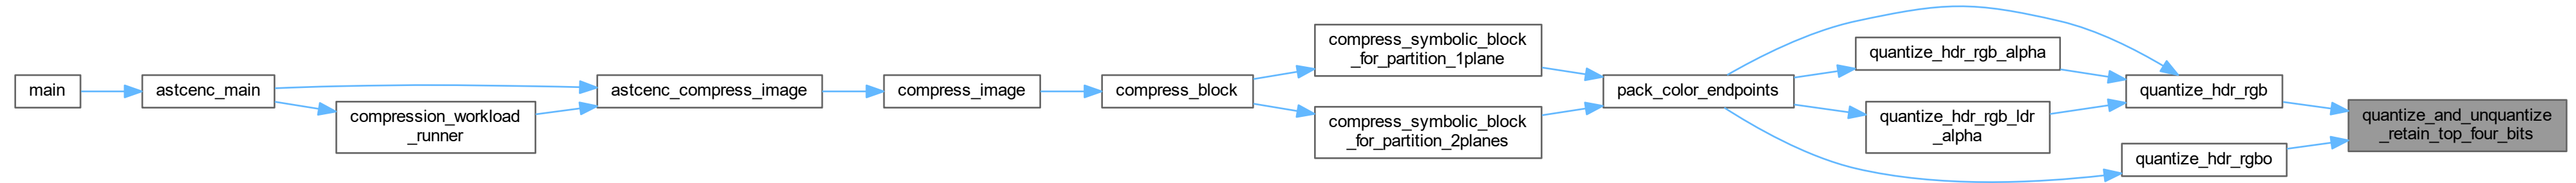 main
astcenc_main
compression_workload
_runner
astcenc_compress_image
compress_image
compress_block
compress_symbolic_block
_for_partition_1plane
compress_symbolic_block
_for_partition_2planes
pack_color_endpoints
quantize_hdr_rgb_alpha
quantize_hdr_rgb_ldr
_alpha
quantize_hdr_rgb
quantize_hdr_rgbo
quantize_and_unquantize
_retain_top_four_bits